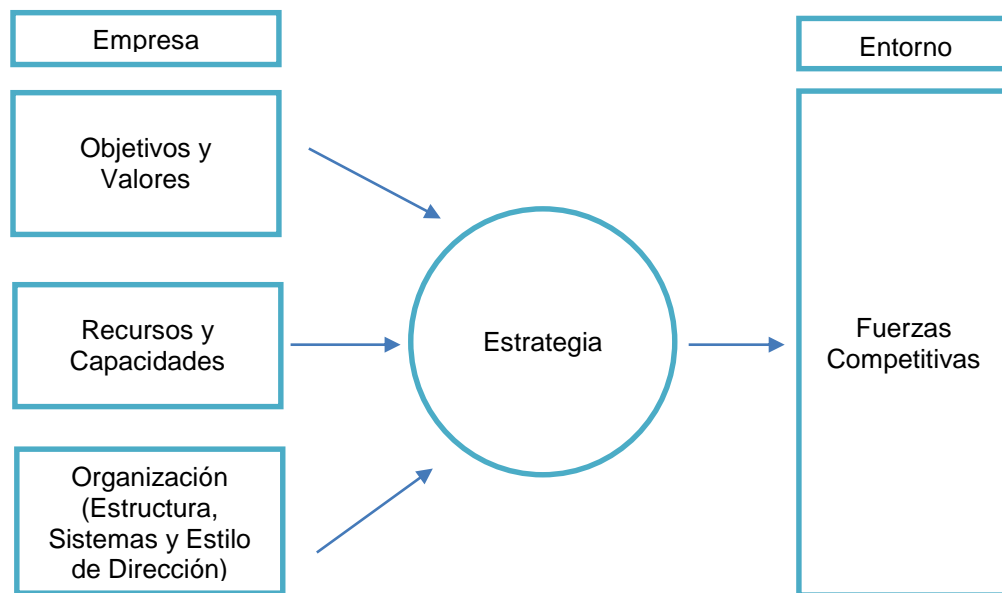 Empresa
Entorno
Objetivos y
Valores
Recursos y
Capacidades
Organización
(Estructura,
Sistemas y Estilo
de Dirección)
Estrategia
Fuerzas
Competitivas